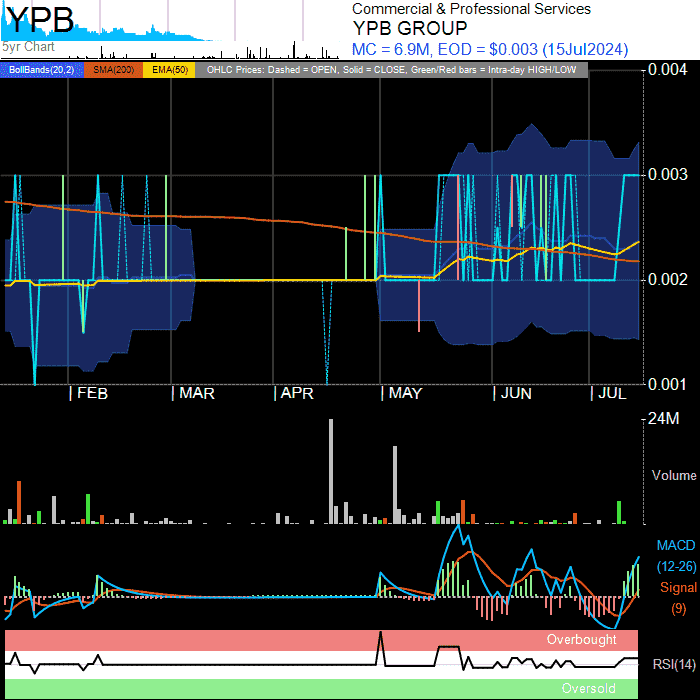 YPB
5yr Chart
Commercial & Professional Services
YPB GROUP
MC = 6.9M, EOD = $0.003 (15Jul2024)
BollBands(20,2) SMA(200) EMA(50) OHLC Prices: Dashed = OPEN, Solid = CLOSE, Green/Red bars = Intra-day HIGH/LOW
0.004
0.003
0.002
0.001
FEB MAR APR MAY JUN JUL
24M
Volume
MACD
(12-26)
Signal
(9)
Overbought
RSI(14)
Oversold